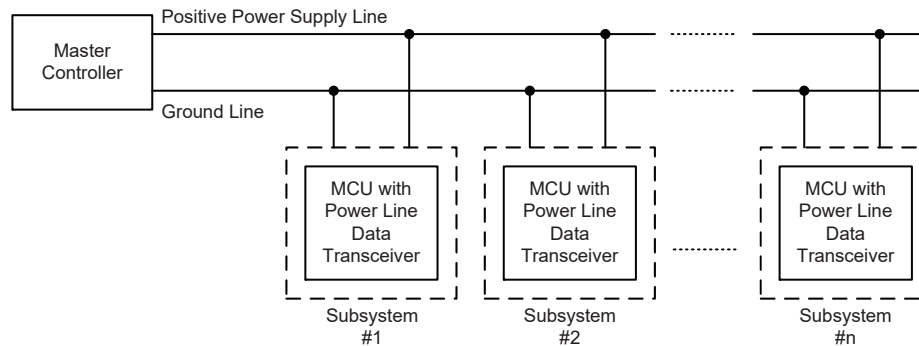 Positive Power Supply Line
Master
Controller
Ground Line
MCU with
Power Line
Data
Transceiver
Subsystem
#1
MCU with
Power Line
Data
Transceiver
Subsystem
#2
MCU with
Power Line
Data
Transceiver
Subsystem
#n